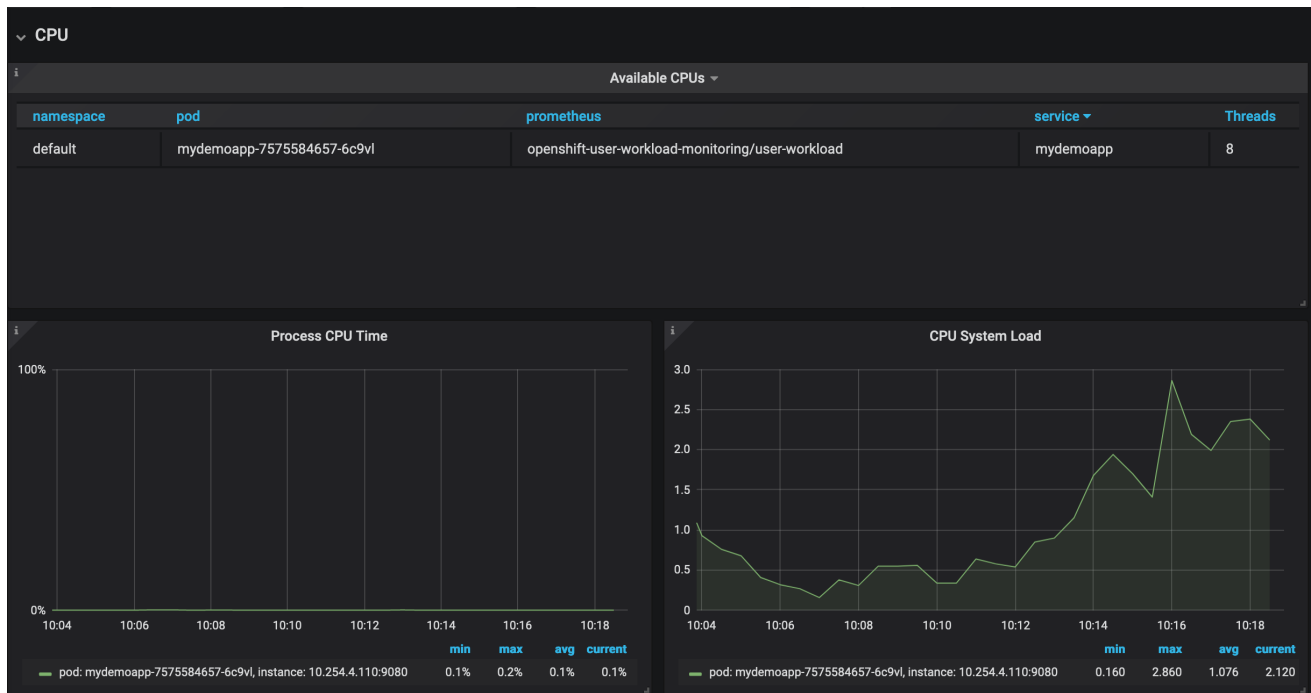 CPU
Available CPUs
namespace pod prometheus service Threads
default mydemoapp-7575584657-6c9vl openshift-user-workload-monitoring/user-workload mydemoapp 8
Process CPU Time
100%
0%
10:04 10:06 10:08 10:10 10:12 10:14 10:16 10:18
min max avg current
pod: mydemoapp-7575584657-6c9vl, instance: 10.254.4.110:9080 0.1% 0.2% 0.1% 0.1%
CPU System Load
3.0
2.5
2.0
1.5
1.0
0.5
0
10:04 10:06 10:08 10:10 10:12 10:14 10:16 10:18
min max avg current
pod: mydemoapp-7575584657-6c9vl, instance: 10.254.4.110:9080 0.160 2.860 1.076 2.120